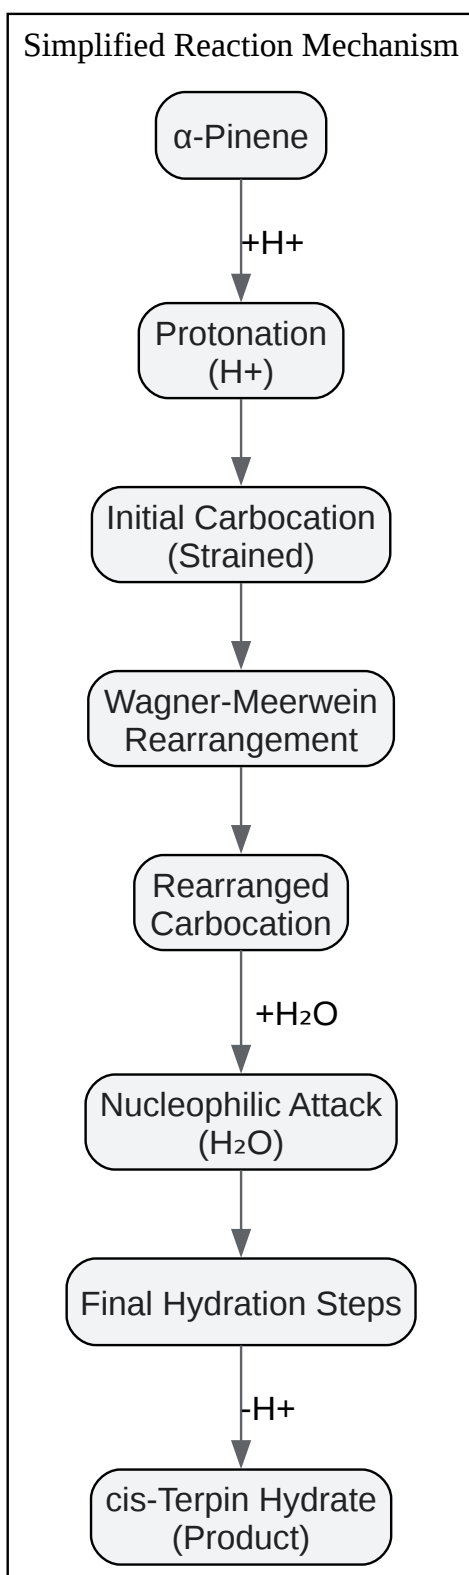 Simplified Reaction Mechanism
α-Pinene
+H+
Protonation
(H+)
Initial Carbocation
(Strained)
Wagner-Meerwein
Rearrangement
Rearranged
Carbocation
+H₂O
Nucleophilic Attack
(H₂O)
Final Hydration Steps
-H+
cis-Terpin Hydrate
(Product)